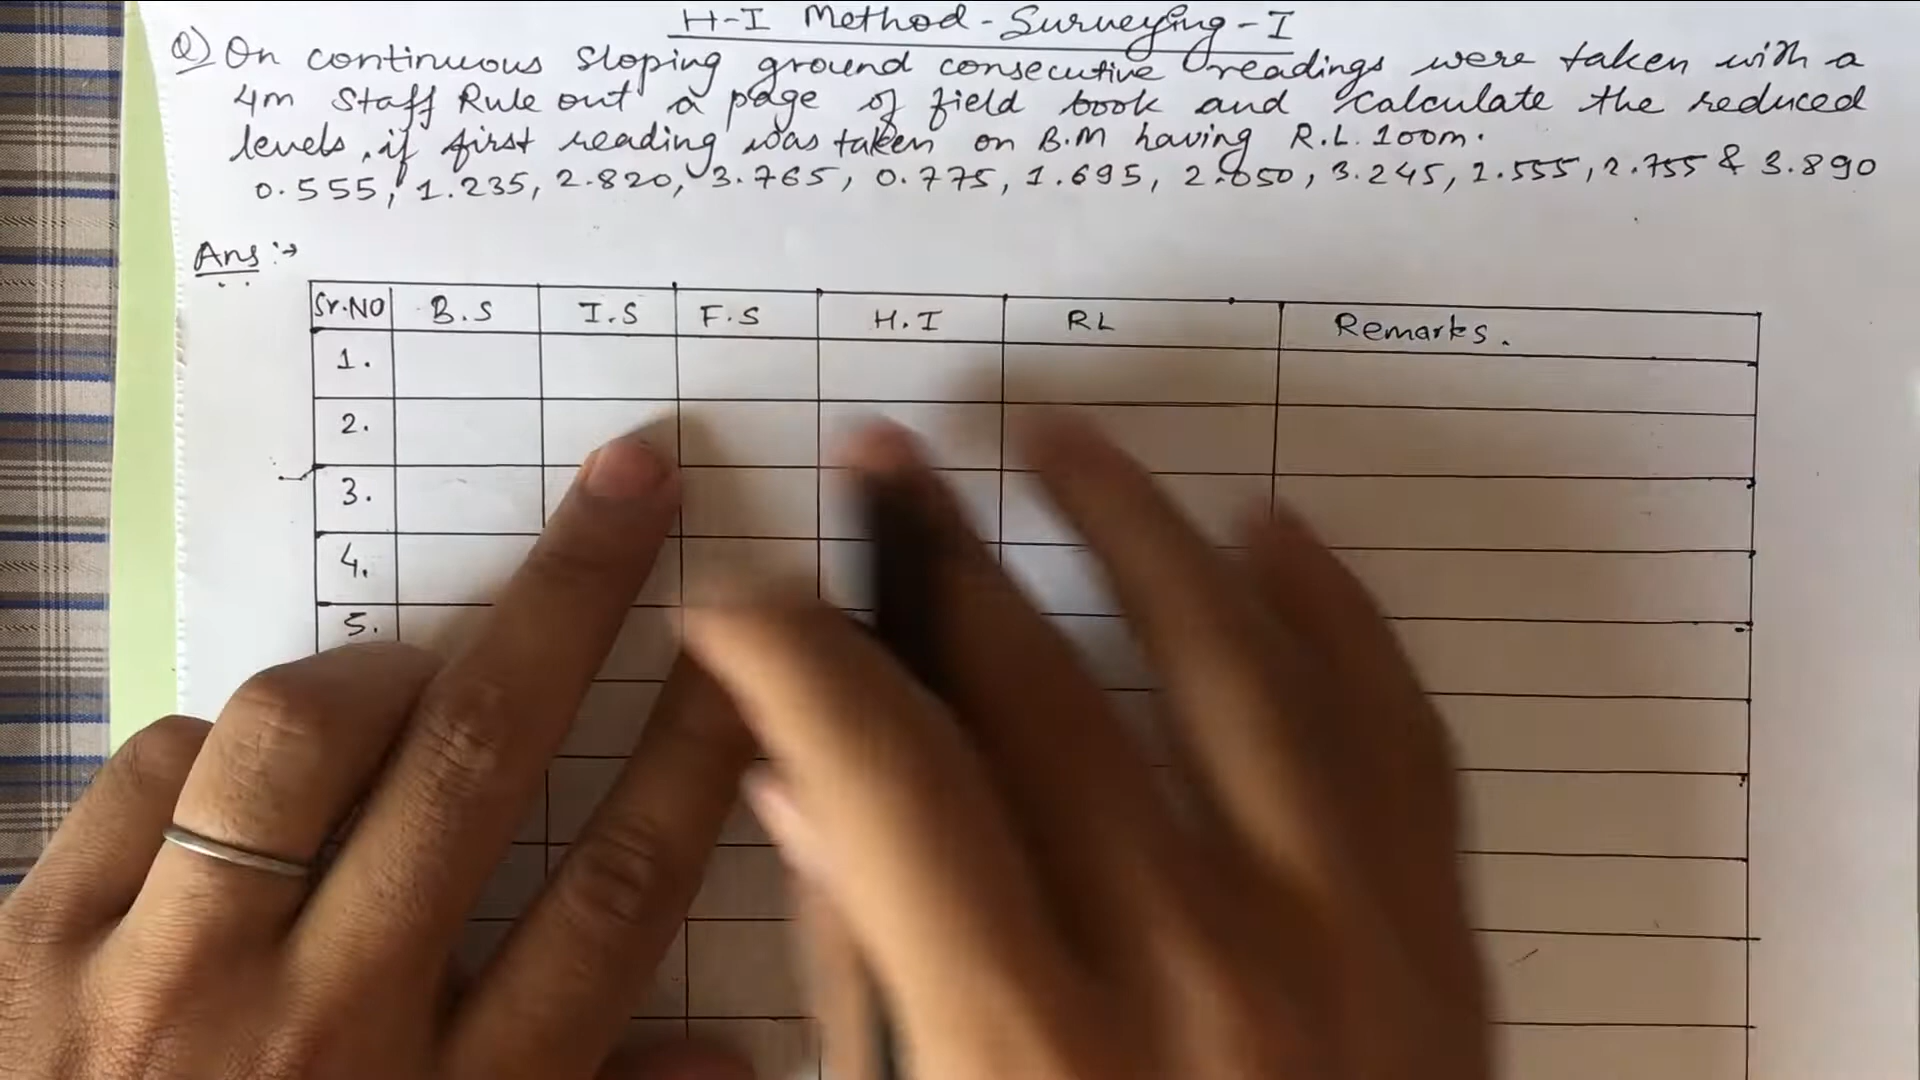 H-I Method-Surveying-I
Q) On continuous sloping ground consecutive readings were taken with a
4m Staff Rule out a page of field book and calculate the reduced
levels, if first reading was taken on B.M having R.L. 100m.
0.555, 1.235, 2.820, 3.765, 0.775, 1.695, 2.050, 3.245, 1.555, 2.755 & 3.890
Ans :→
Sr.NO B.S I.S F.S H.I RL Remarks.
1.
2.
3.
4.
5.